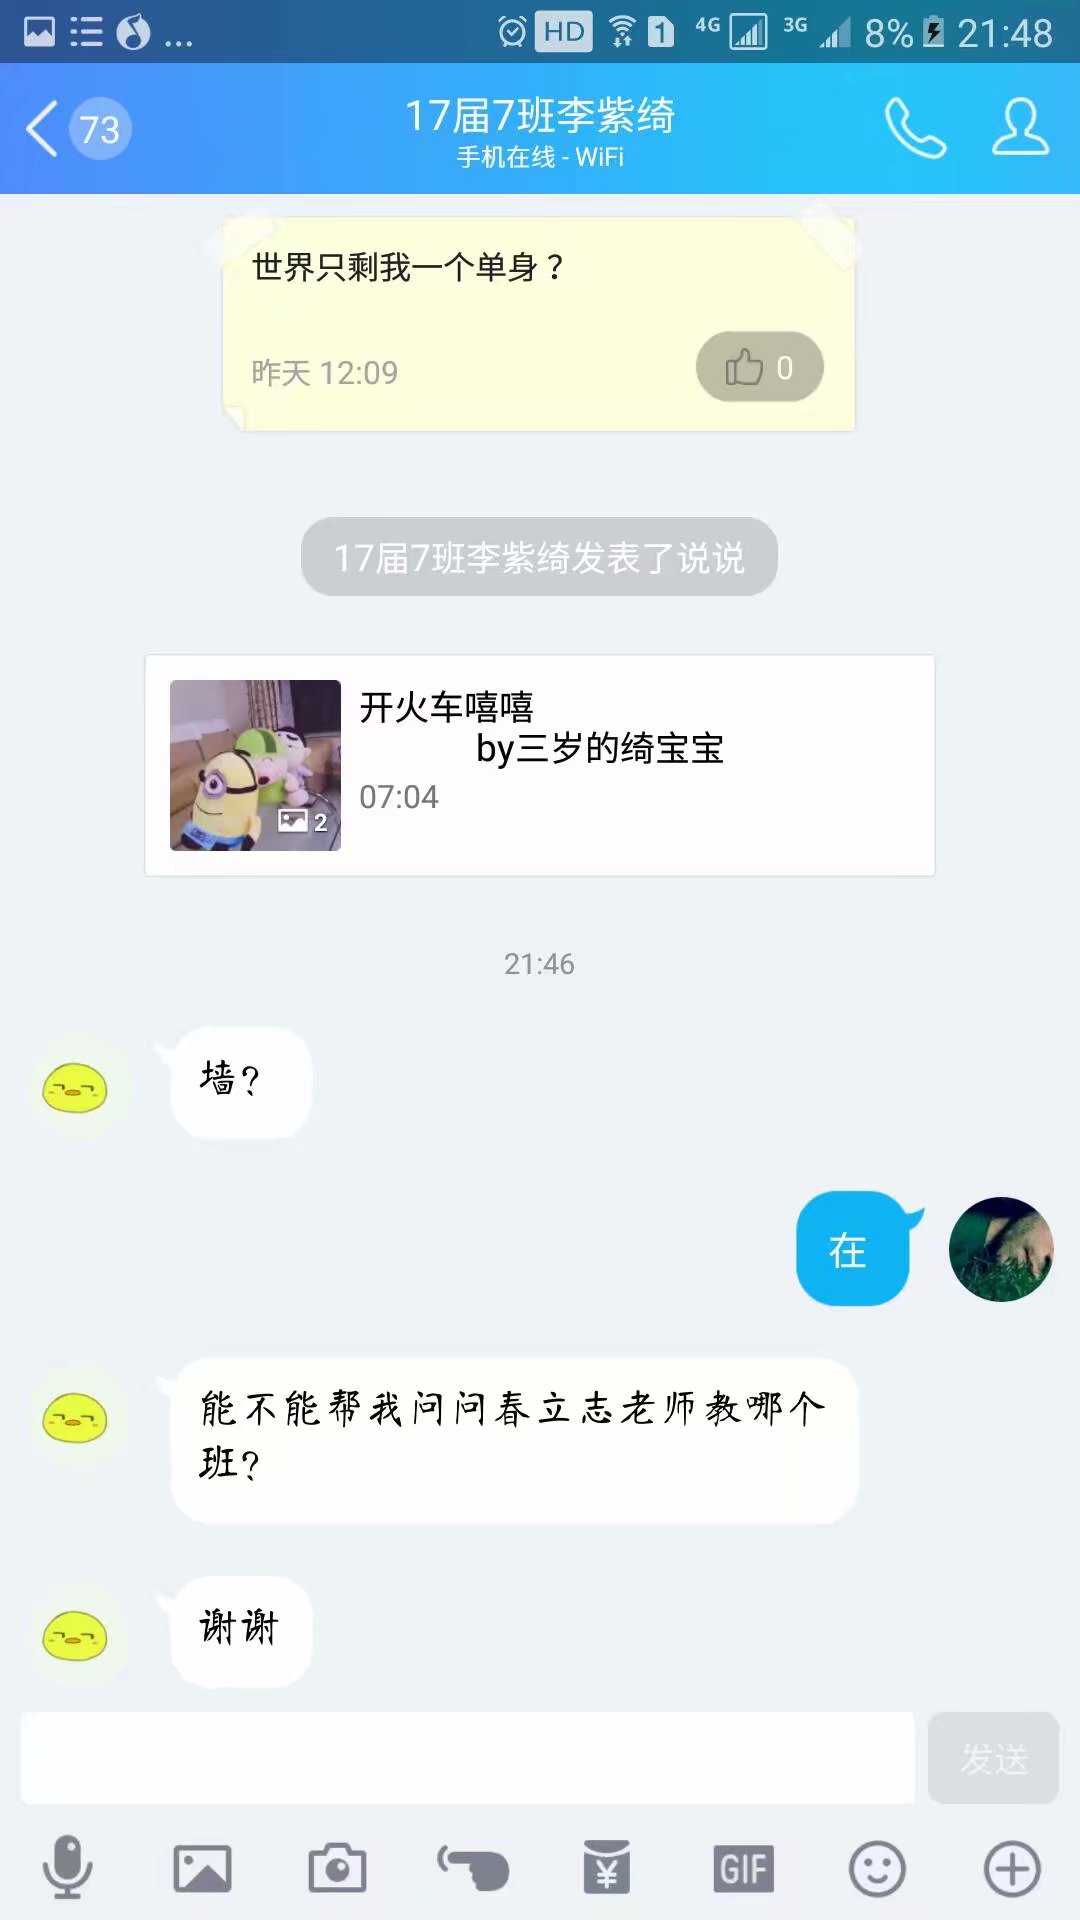 HD 1 4G 3G 8% 21:48
73
17届7班李紫绮
手机在线 - WiFi
世界只剩我一个单身？
昨天 12:09
0
17届7班李紫绮发表了说说
开火车嘻嘻
by三岁的绮宝宝
07:04
2
21:46
墙?
在
能不能帮我问问春立志老师教哪个
班?
谢谢
发送
GIF